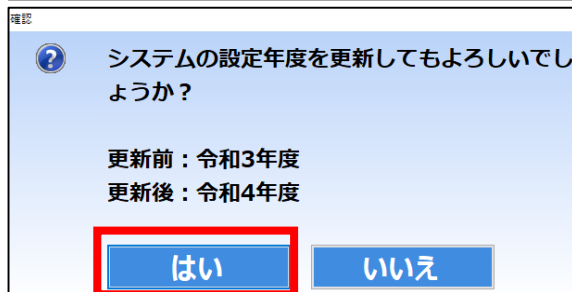 確認
システムの設定年度を更新してもよろしいでし
ょうか？
更新前：令和3年度
更新後：令和4年度
はい
いいえ